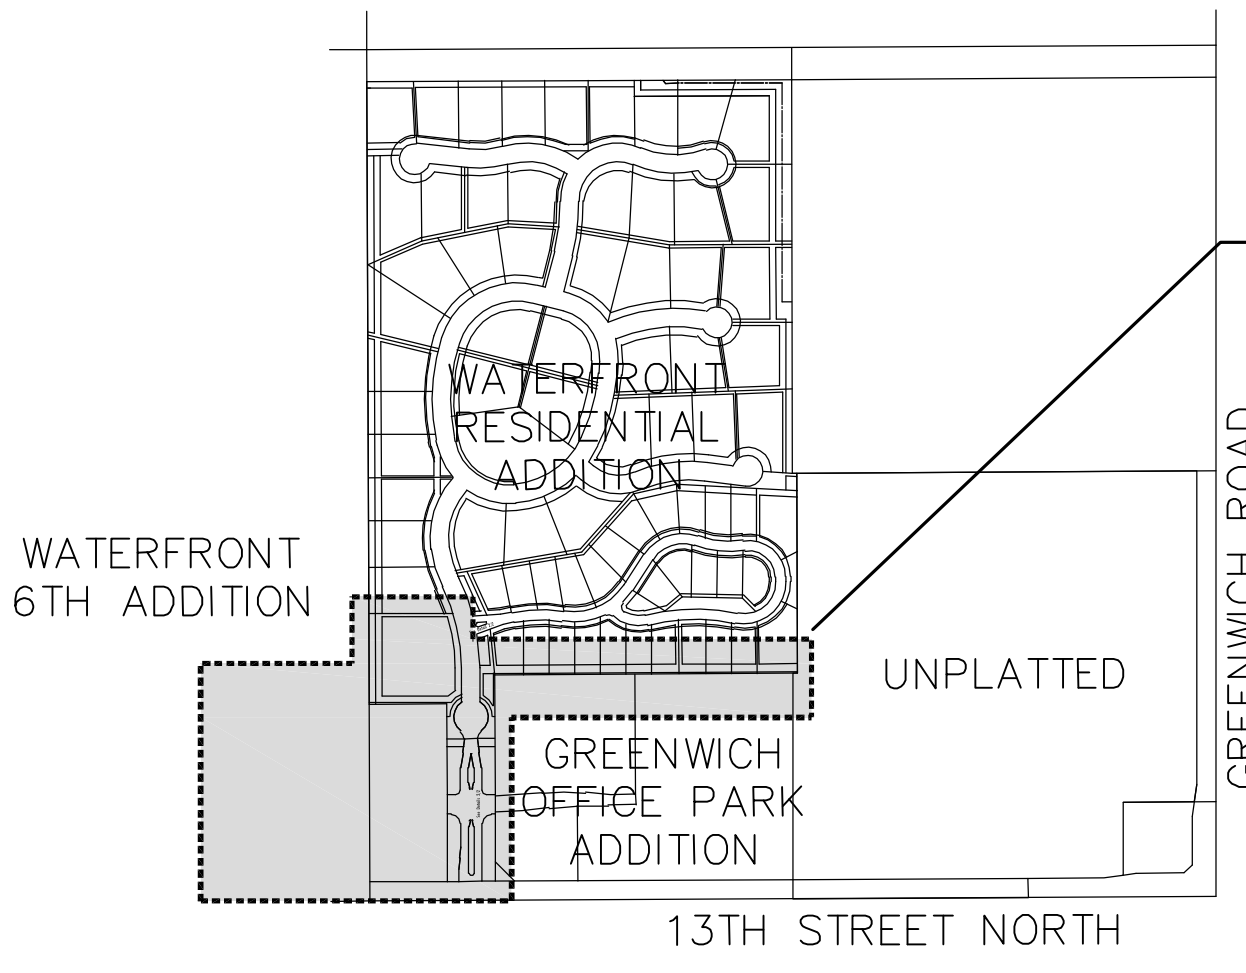 WATERFRONT
RESIDENTIAL
ADDITION
WATERFRONT
6TH ADDITION
UNPLATTED
GREENWICH ROAD
GREENWICH
OFFICE PARK
ADDITION
13TH STREET NORTH